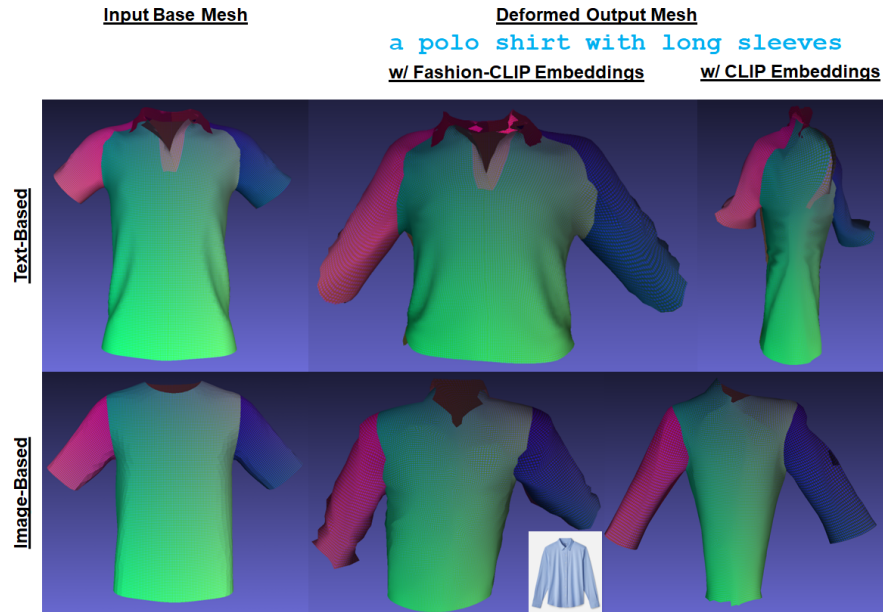 Input Base Mesh
Deformed Output Mesh
a polo shirt with long sleeves
w/ Fashion-CLIP Embeddings
w/ CLIP Embeddings
Text-Based
Image-Based